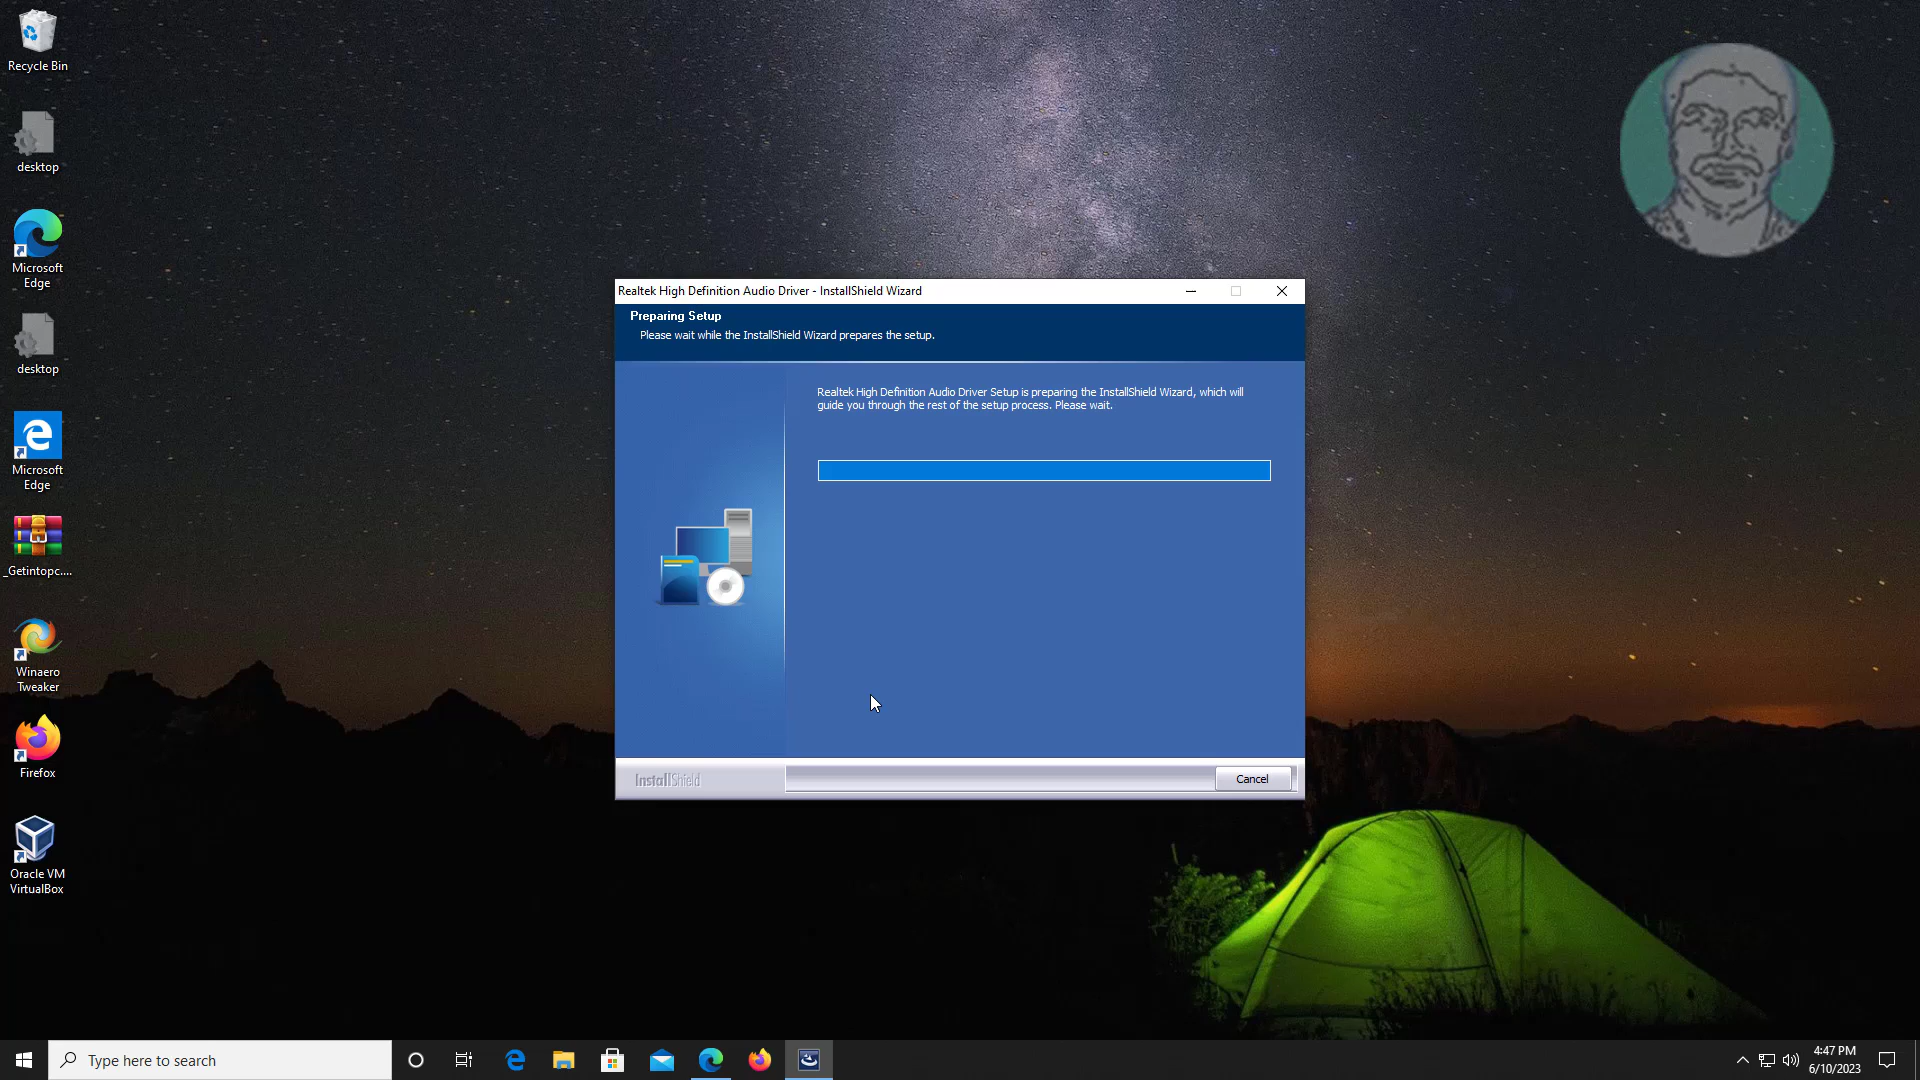 Recycle Bin
desktop
Microsoft
Edge
desktop
Microsoft
Edge
_Getintopc....
Winaero
Tweaker
Firefox
Oracle VM
VirtualBox
Realtek High Definition Audio Driver - InstallShield Wizard
Preparing Setup
Please wait while the InstallShield Wizard prepares the setup.
Realtek High Definition Audio Driver Setup is preparing the InstallShield Wizard, which will
guide you through the rest of the setup process. Please wait.
InstallShield
Cancel
Type here to search
4:47 PM
6/10/2023